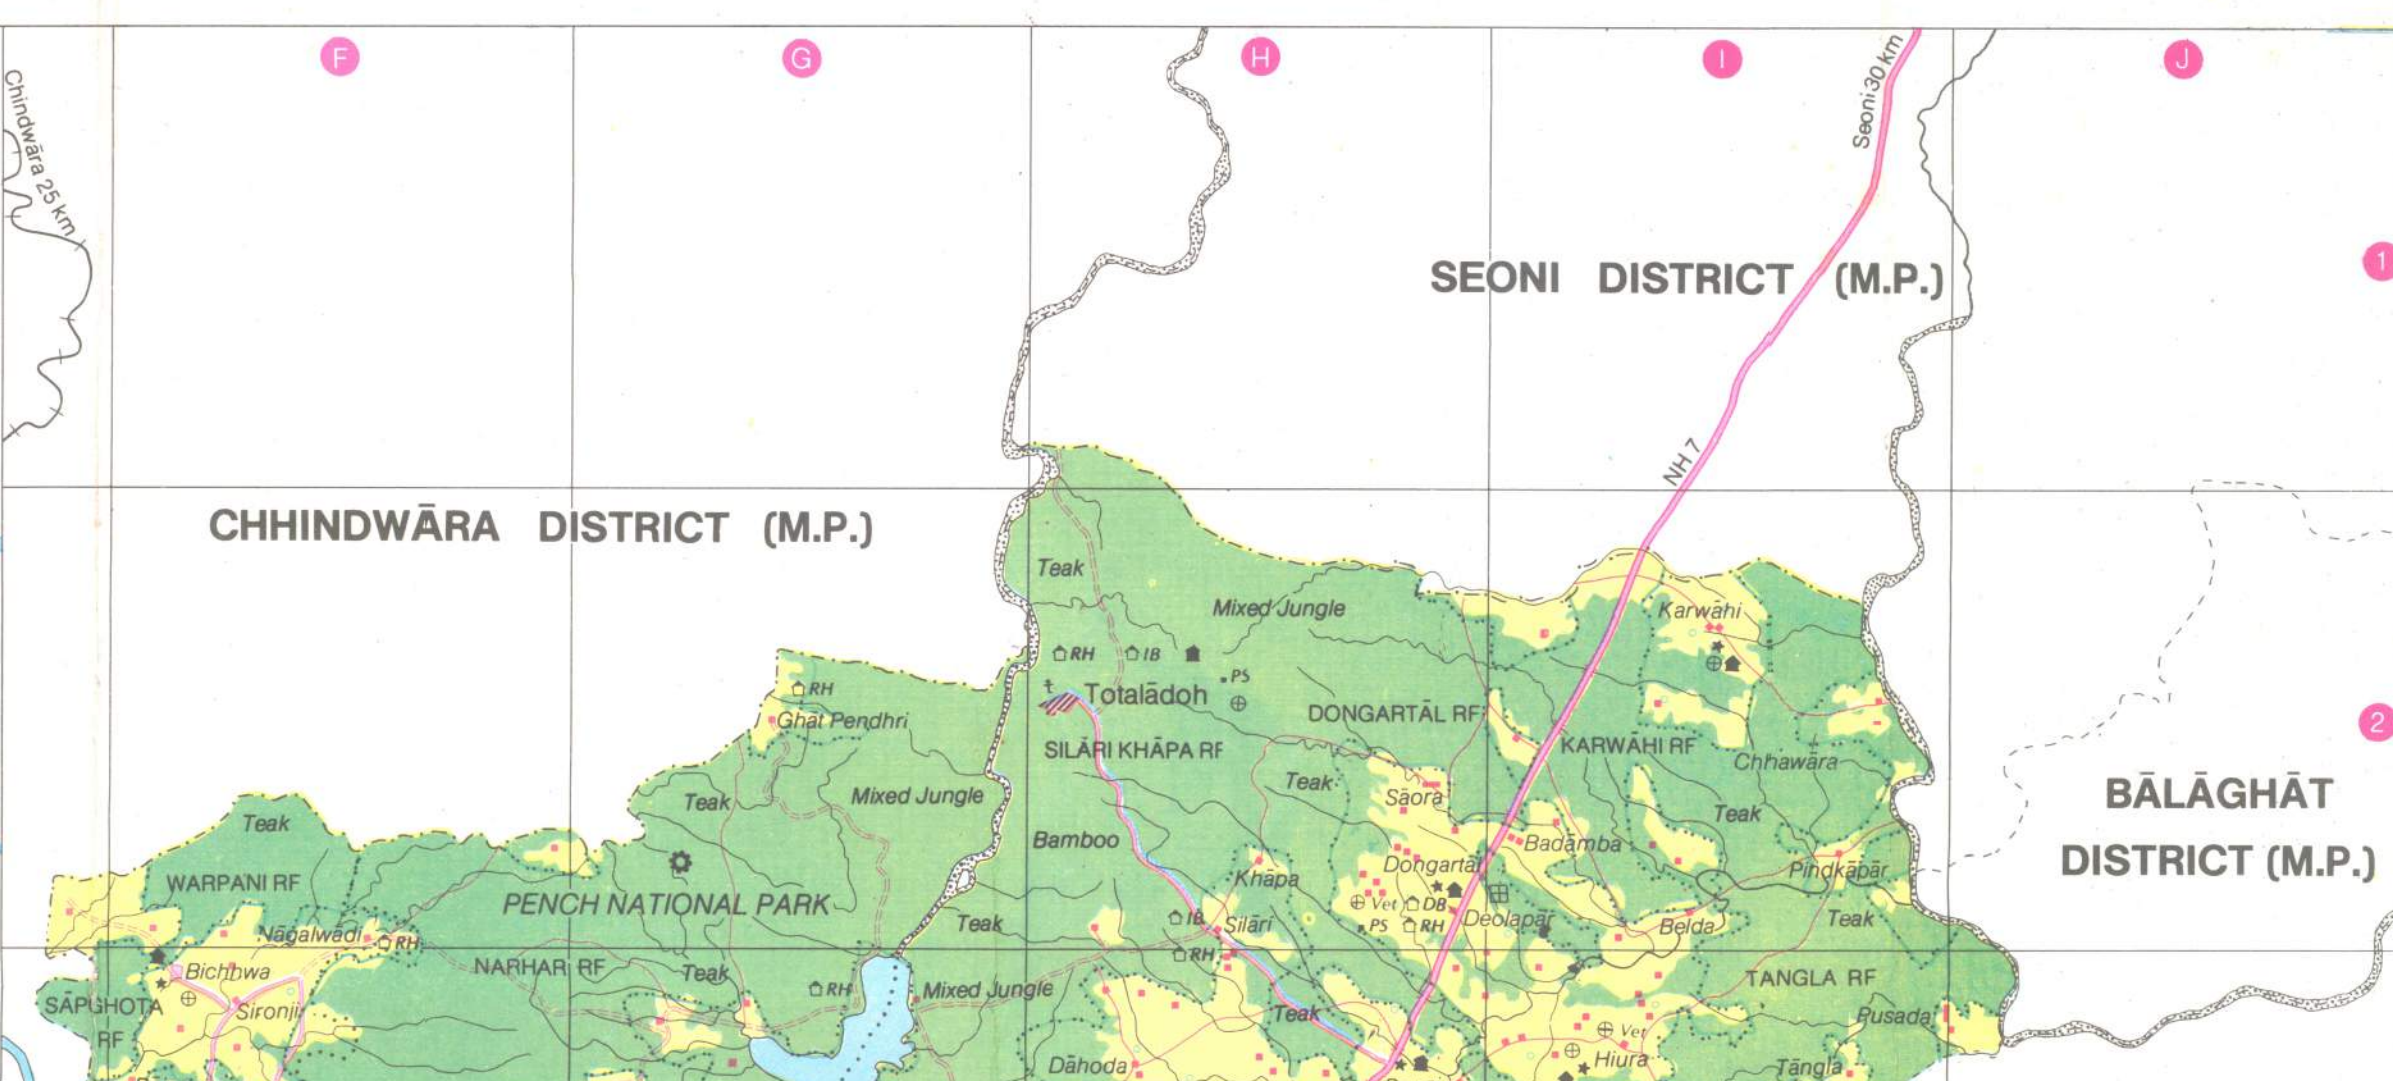 F
G
H
I
J
Chindwāra 25 km
Seoni 30 km
SEONI DISTRICT (M.P.)
1
NH 7
CHHINDWĀRA DISTRICT (M.P.)
Teak
Mixed Jungle
Karwāhi
RH
IB
PS
RH
Totalādoh
Ghāt Pendhri
DONGARTĀL RF
2
SILĀRI KHĀPA RF
KARWĀHI RF
Chhawāra
Teak
Teak
Mixed Jungle
Sāora
BĀLĀGHĀT
DISTRICT (M.P.)
Teak
Teak
Bamboo
Badāmba
Dongartāl
Pindkāpār
WARPANI RF
Khāpa
PENCH NATIONAL PARK
Vet
DB
Teak
IB
Silāri
PS
RH
Deolapār
Belda
Teak
Nāgalwādi
RH
RH
Bichhwa
NARHAR RF
Teak
RH
Mixed Jungle
TANGLA RF
SĀPGHOTA
RF
Sironji
Teak
Pusada
Vet
Hiura
Dāhoda
Tāngla